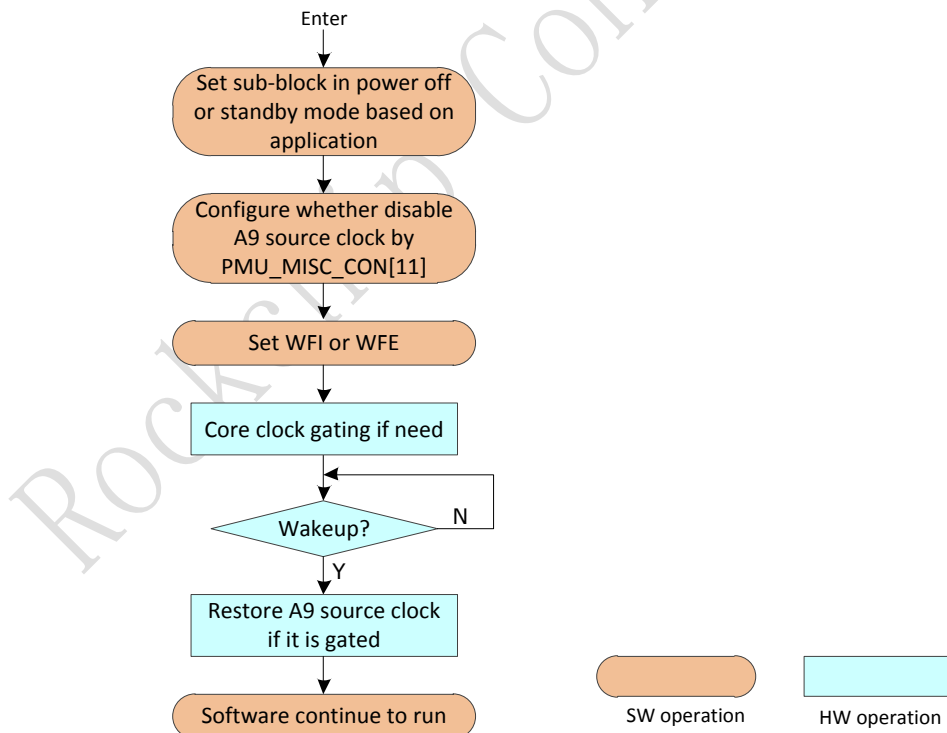 Enter
Set sub-block in power off
or standby mode based on
application
Configure whether disable
A9 source clock by
PMU_MISC_CON[11]
Set WFI or WFE
Core clock gating if need
Wakeup?
N
Y
Restore A9 source clock
if it is gated
Software continue to run
SW operation
HW operation